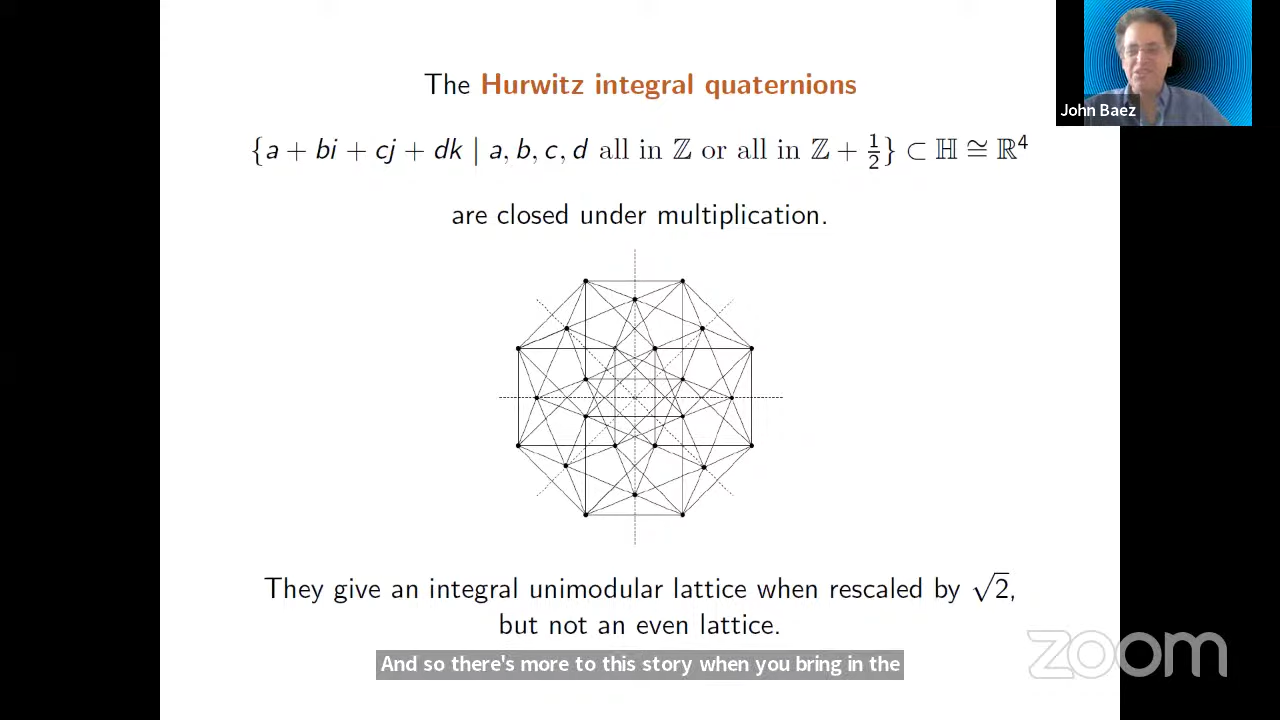 The Hurwitz integral quaternions
John Baez
{a + bi + cj + dk | a, b, c, d all in ℤ or all in ℤ + 1/2} ⊂ ℍ ≅ ℝ⁴
are closed under multiplication.
They give an integral unimodular lattice when rescaled by √2,
but not an even lattice.
And so there's more to this story when you bring in the
zoom